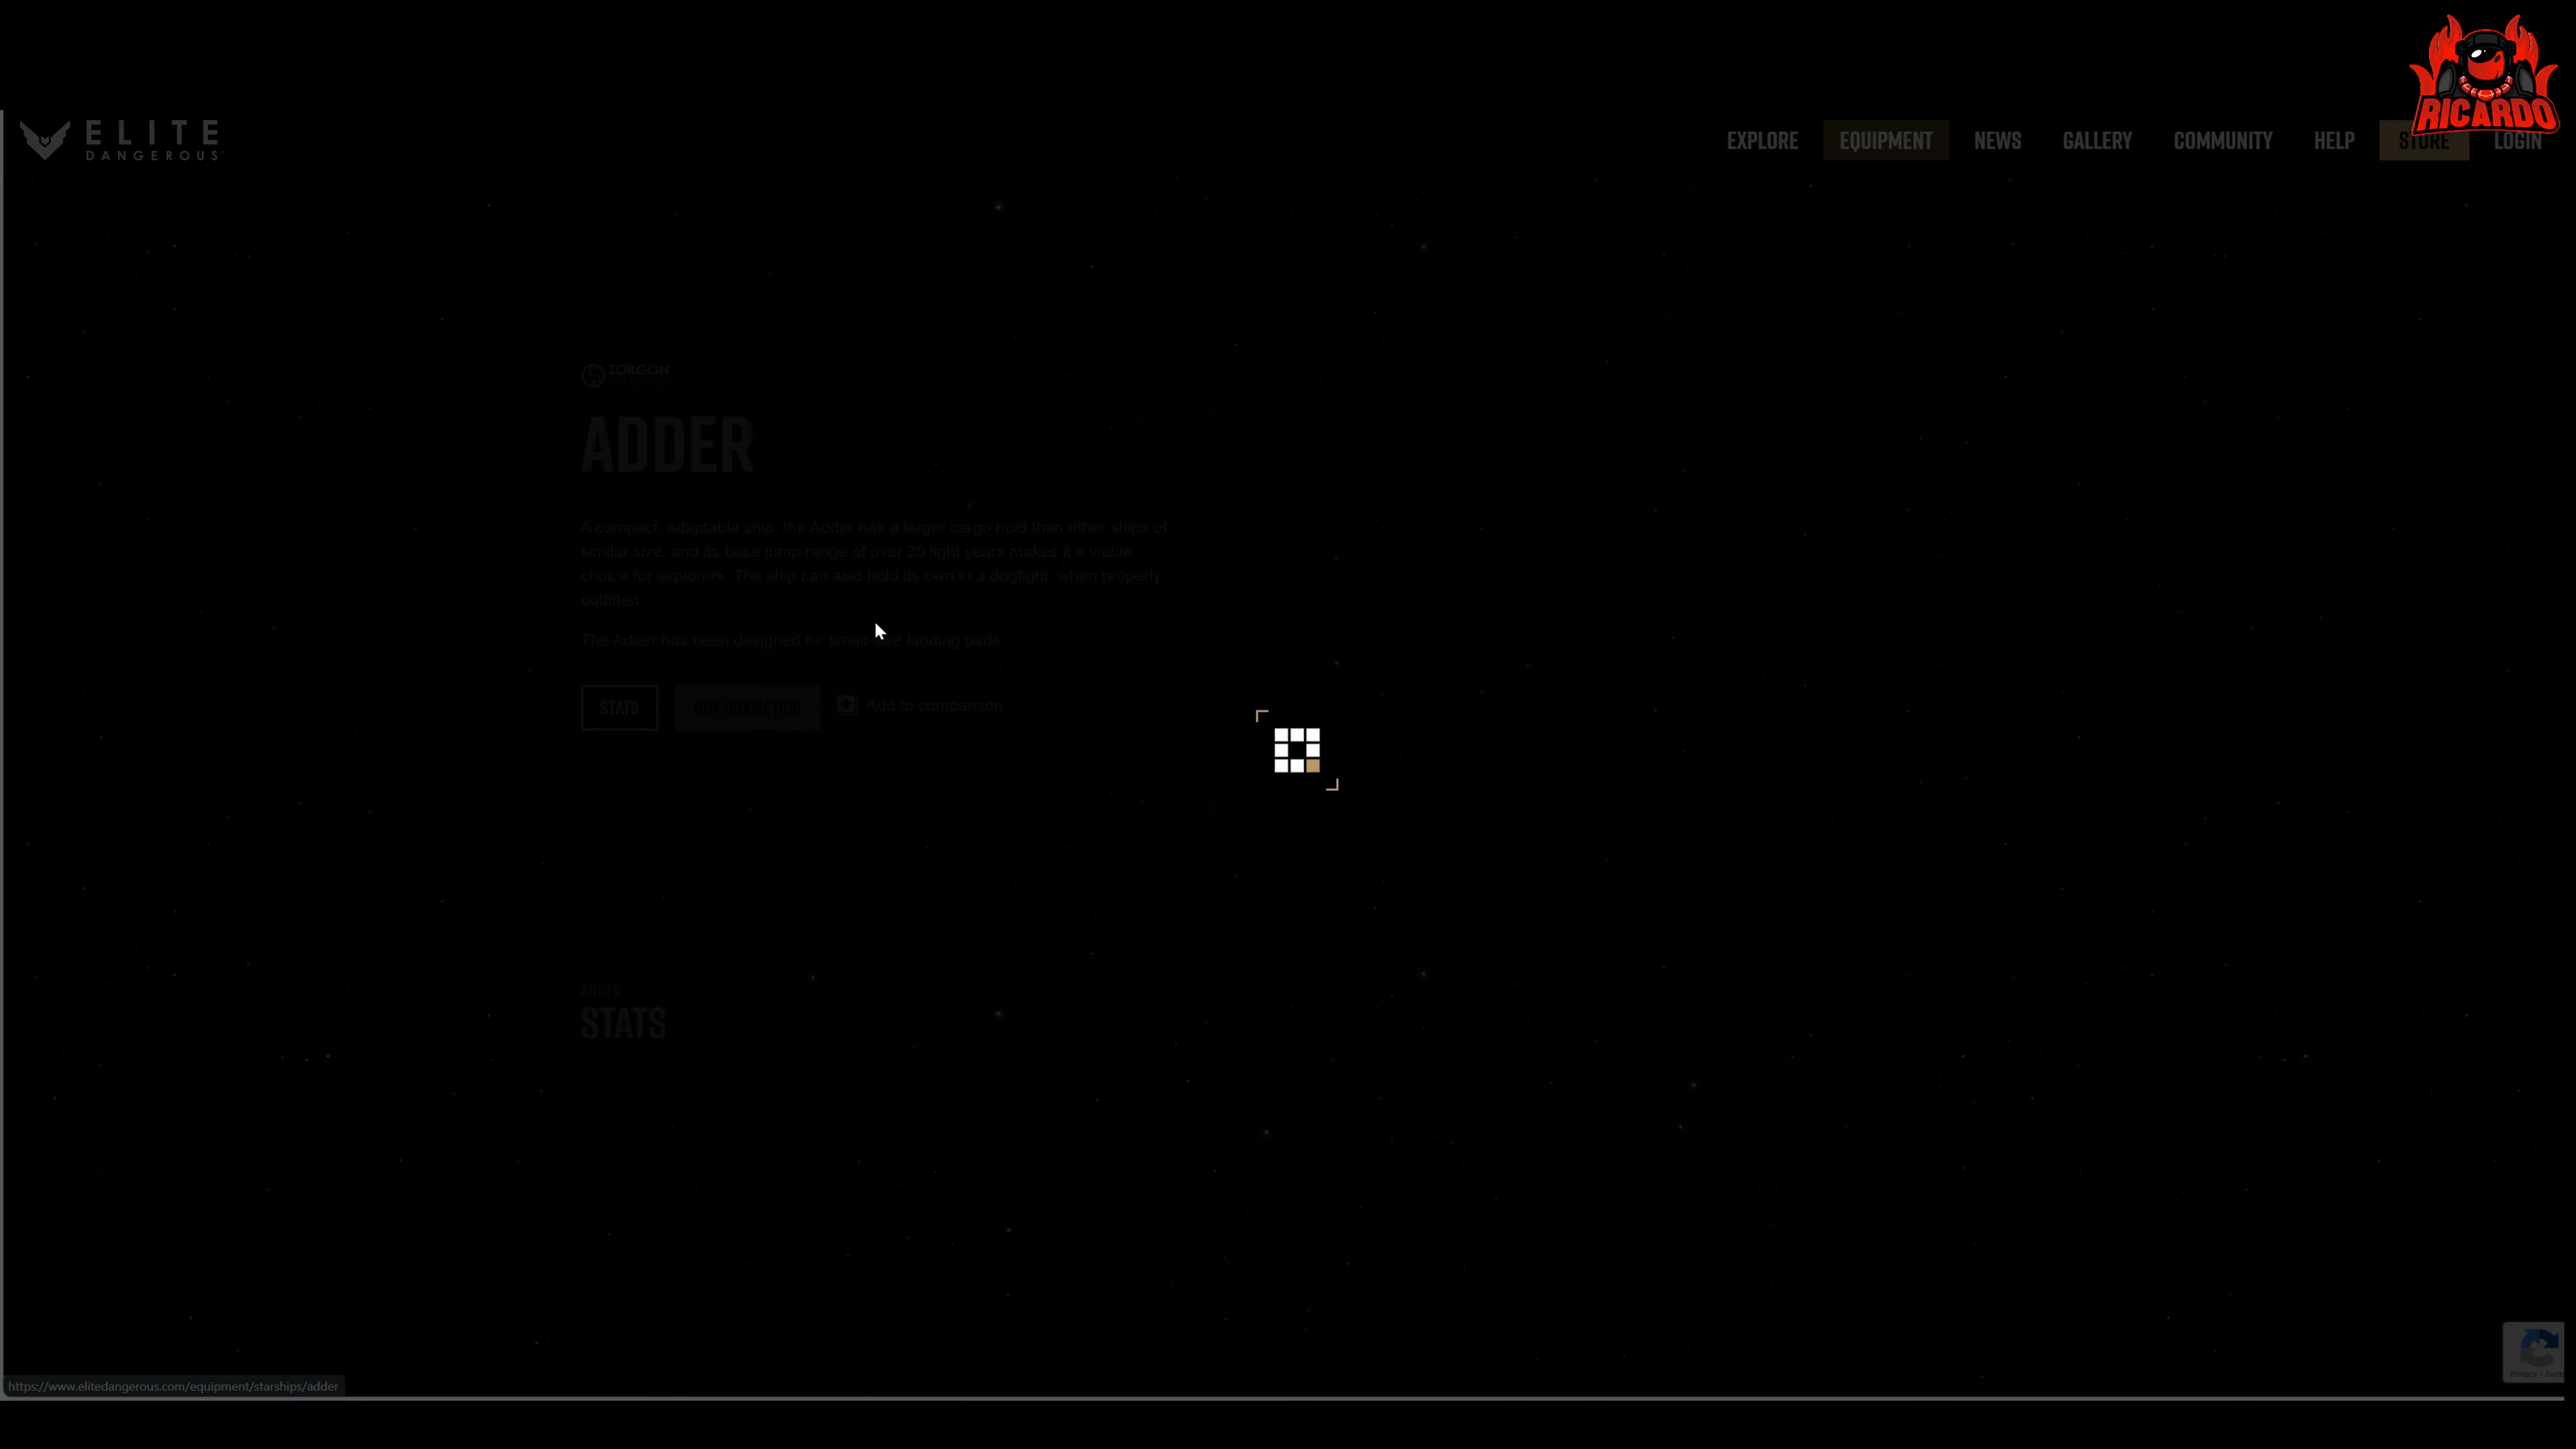 RICARDO
ELITE
DANGEROUS
EXPLORE EQUIPMENT NEWS GALLERY COMMUNITY HELP STORE LOGIN
ZORGON
ADDER
A compact, adaptable ship, the Adder has a larger cargo hold than other ships of
similar size, and its base jump range of over 30 light years makes it a viable
choice for explorers. The ship can also hold its own in a dogfight, when properly
outfitted.
The Adder has been designed for small landing pads
STATS BUY COSMETICS Add to comparison
ADDER
STATS
https://www.elitedangerous.com/equipment/starships/adder
Privacy -